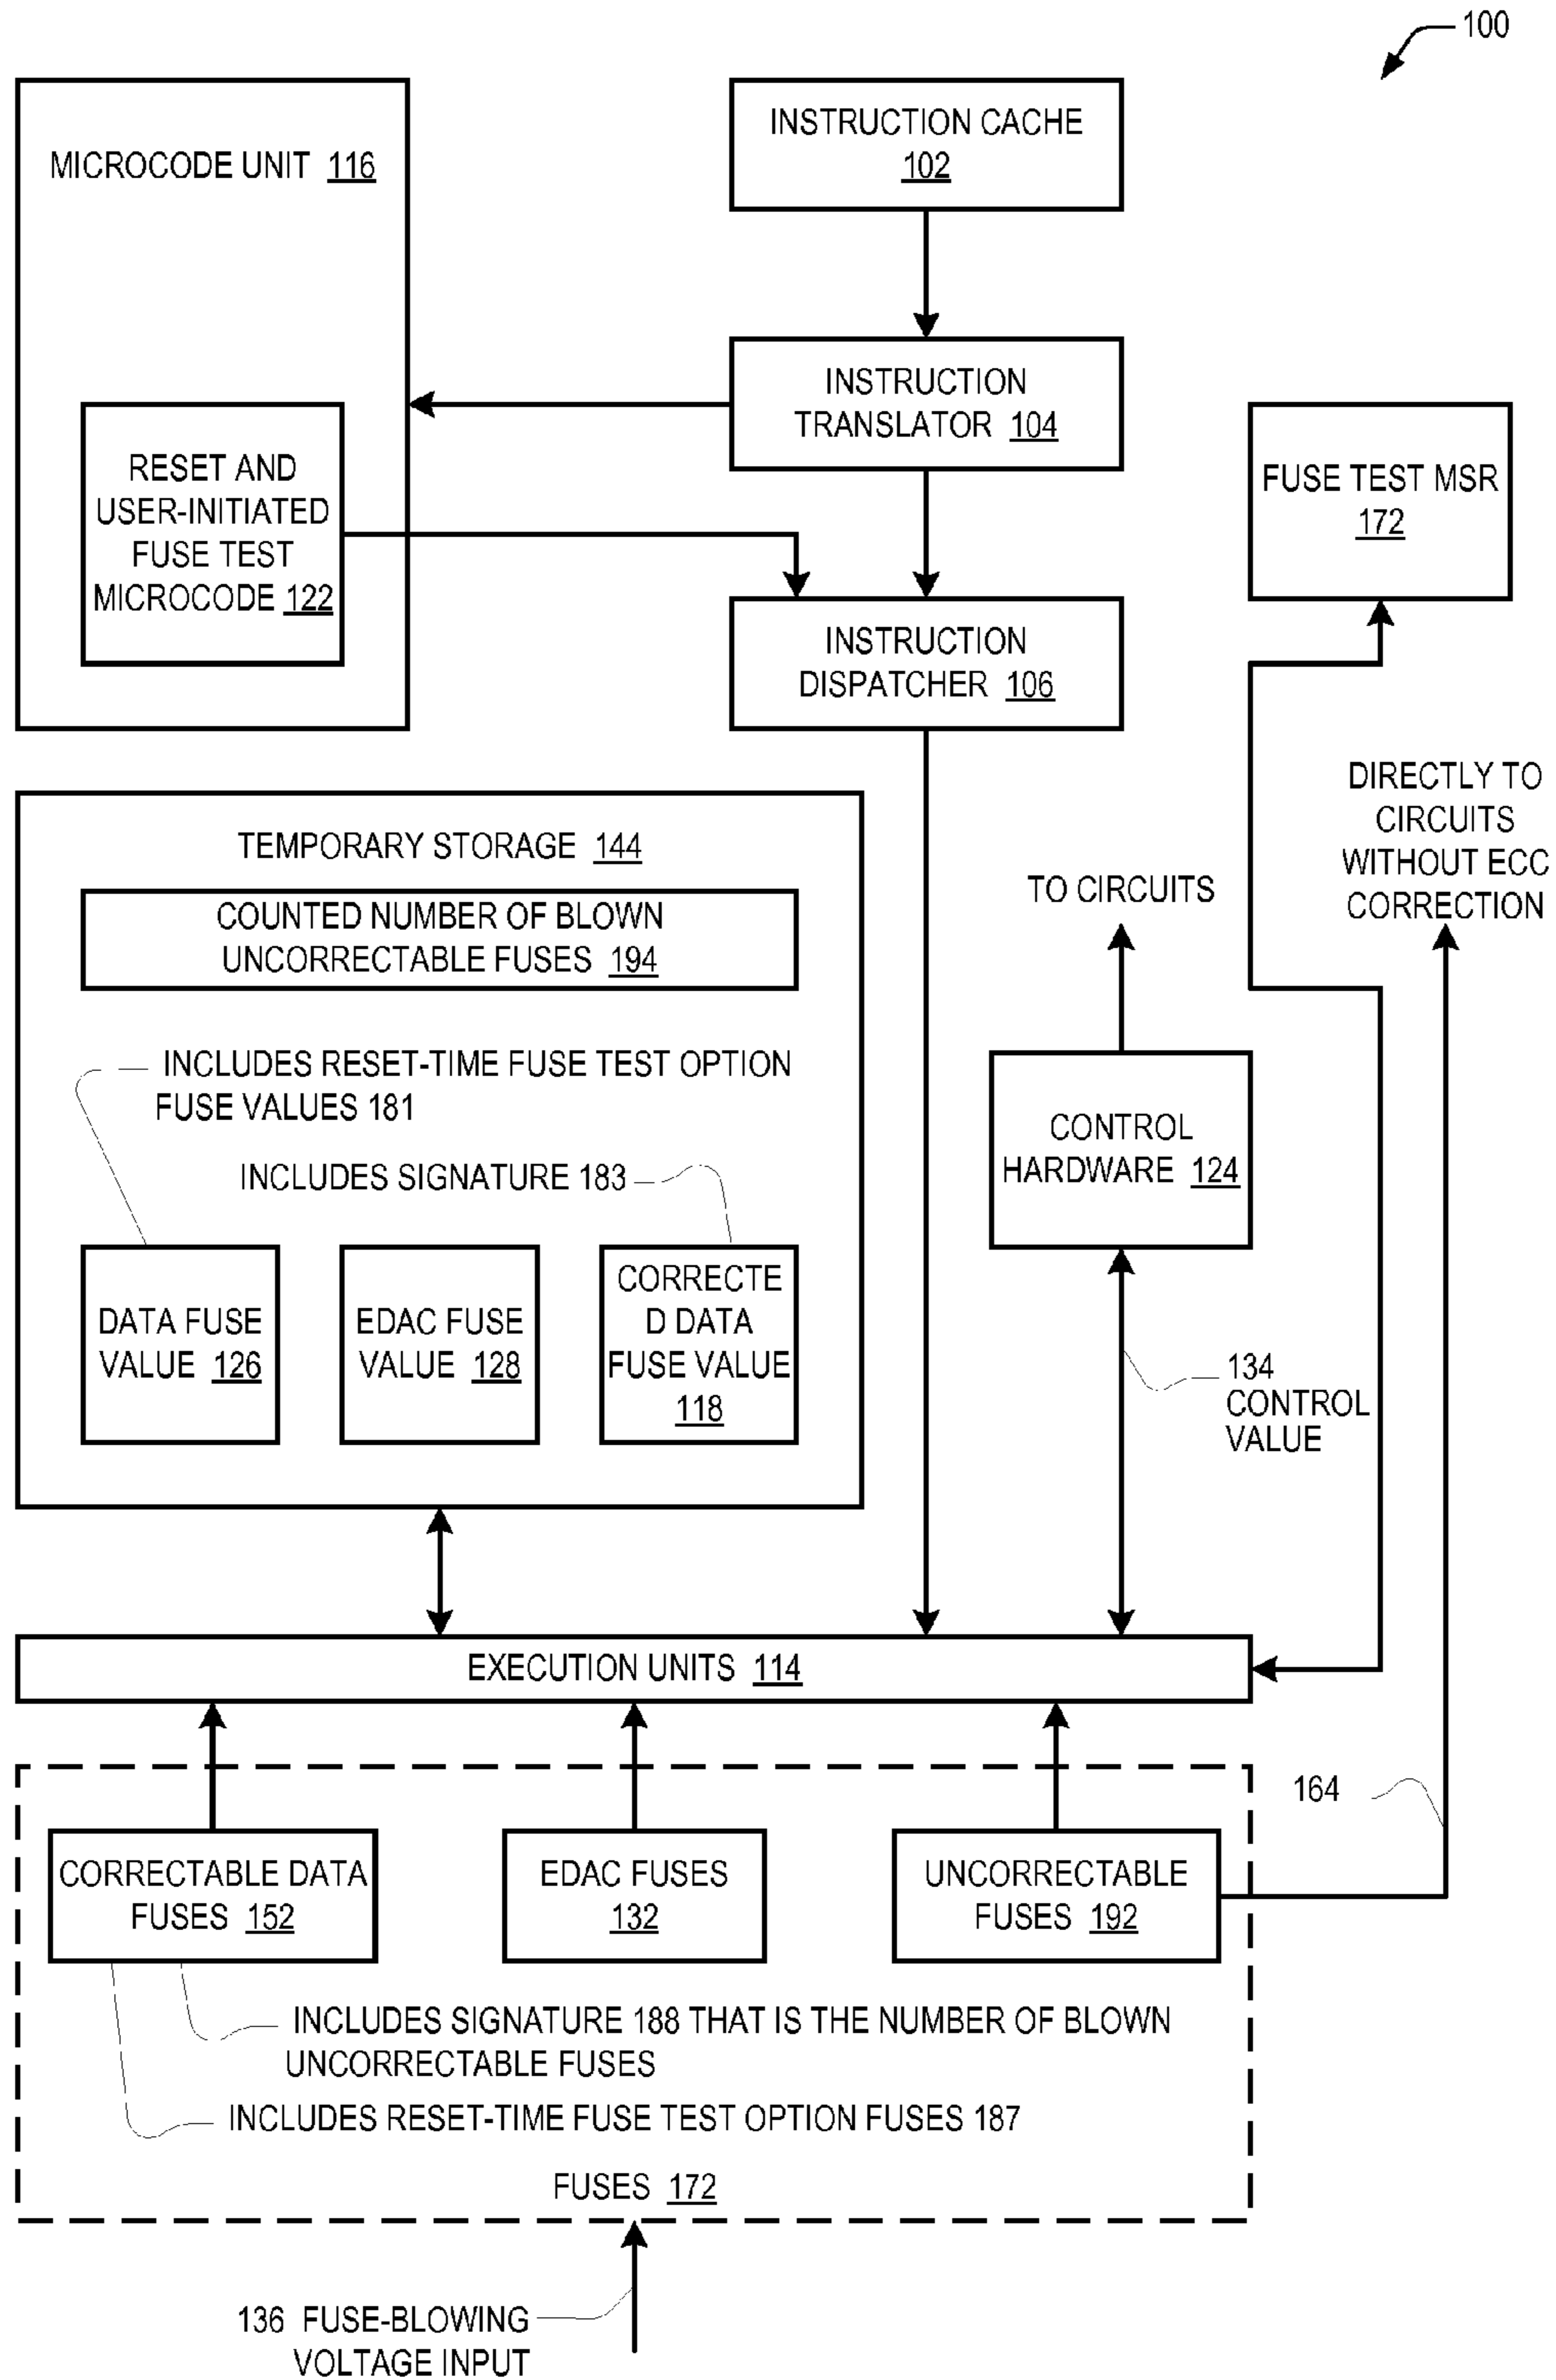 100
INSTRUCTION CACHE
102
MICROCODE UNIT 116
INSTRUCTION
TRANSLATOR 104
RESET AND
USER-INITIATED
FUSE TEST
MICROCODE 122
FUSE TEST MSR
172
INSTRUCTION
DISPATCHER 106
DIRECTLY TO
CIRCUITS
WITHOUT ECC
CORRECTION
TEMPORARY STORAGE 144
COUNTED NUMBER OF BLOWN
UNCORRECTABLE FUSES 194
TO CIRCUITS
INCLUDES RESET-TIME FUSE TEST OPTION
FUSE VALUES 181
INCLUDES SIGNATURE 183
CONTROL
HARDWARE 124
DATA FUSE
VALUE 126
EDAC FUSE
VALUE 128
CORRECTE
D DATA
FUSE VALUE
118
134
CONTROL
VALUE
EXECUTION UNITS 114
164
CORRECTABLE DATA
FUSES 152
EDAC FUSES
132
UNCORRECTABLE
FUSES 192
INCLUDES SIGNATURE 188 THAT IS THE NUMBER OF BLOWN
UNCORRECTABLE FUSES
INCLUDES RESET-TIME FUSE TEST OPTION FUSES 187
FUSES 172
136 FUSE-BLOWING
VOLTAGE INPUT